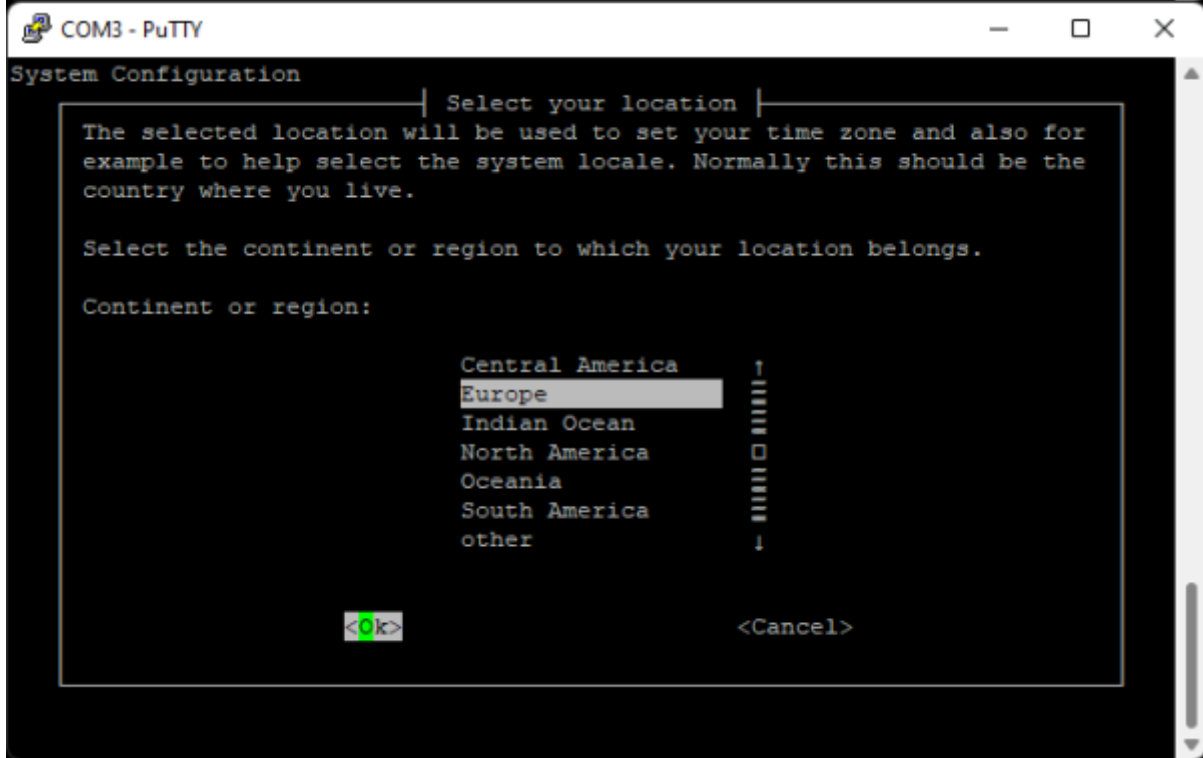 COM3 - PuTTY
System Configuration
Select your location
The selected location will be used to set your time zone and also for
example to help select the system locale. Normally this should be the
country where you live.
Select the continent or region to which your location belongs.
Continent or region:
Central America
Europe
Indian Ocean
North America
Oceania
South America
other
<Ok> <Cancel>